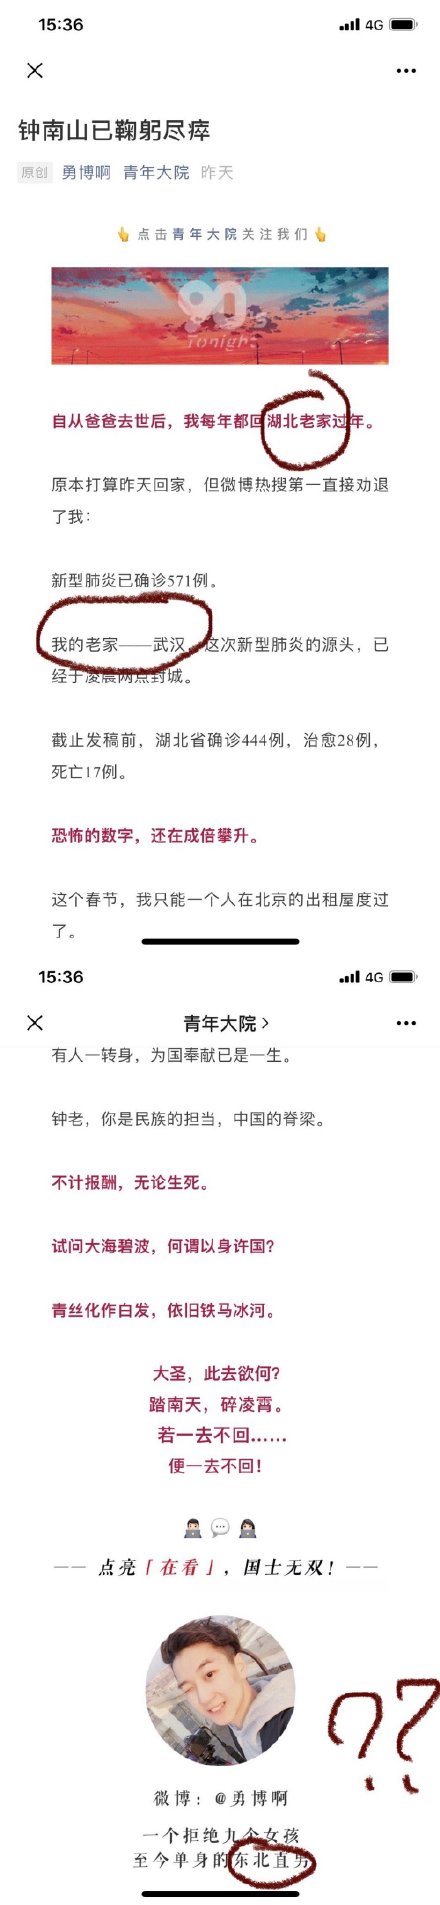 15:36
4G
钟南山已鞠躬尽瘁
原创 勇博啊 青年大院 昨天
👆点击青年大院关注我们👆
90's
Tonight
自从爸爸去世后，我每年都回湖北老家过年。
原本打算昨天回家，但微博热搜第一直接劝退
了我：
新型肺炎已确诊571例。
我的老家——武汉，这次新型肺炎的源头，已
经于凌晨两点封城。
截止发稿前，湖北省确诊444例，治愈28例，
死亡17例。
恐怖的数字，还在成倍攀升。
这个春节，我只能一个人在北京的出租屋度过
了。
15:36
4G
青年大院
有人一转身，为国奉献已是一生。
钟老，你是民族的担当，中国的脊梁。
不计报酬，无论生死。
试问大海碧波，何谓以身许国？
青丝化作白发，依旧铁马冰河。
大圣，此去欲何？
踏南天，碎凌霄。
若一去不回……
便一去不回！
—— 点亮「在看」，国士无双！——
??
微博：@勇博啊
一个拒绝九个女孩
至今单身的东北直男